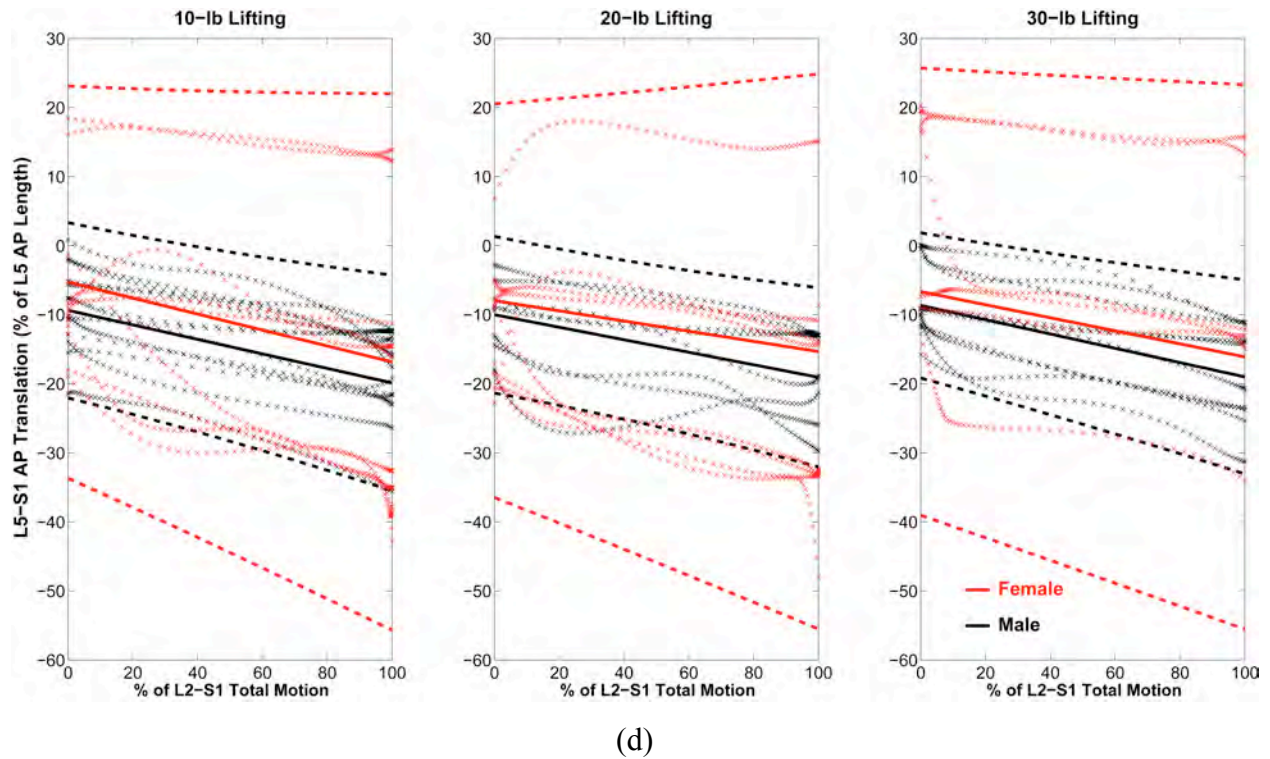 10-lb Lifting
20-lb Lifting
30-lb Lifting
L5-S1 AP Translation (% of L5 AP Length)
30
20
10
0
-10
-20
-30
-40
-50
-60
0 20 40 60 80 100
% of L2-S1 Total Motion
30
20
10
0
-10
-20
-30
-40
-50
-60
0 20 40 60 80 100
% of L2-S1 Total Motion
30
20
10
0
-10
-20
-30
-40
-50
-60
0 20 40 60 80 100
% of L2-S1 Total Motion
Female
Male
(d)